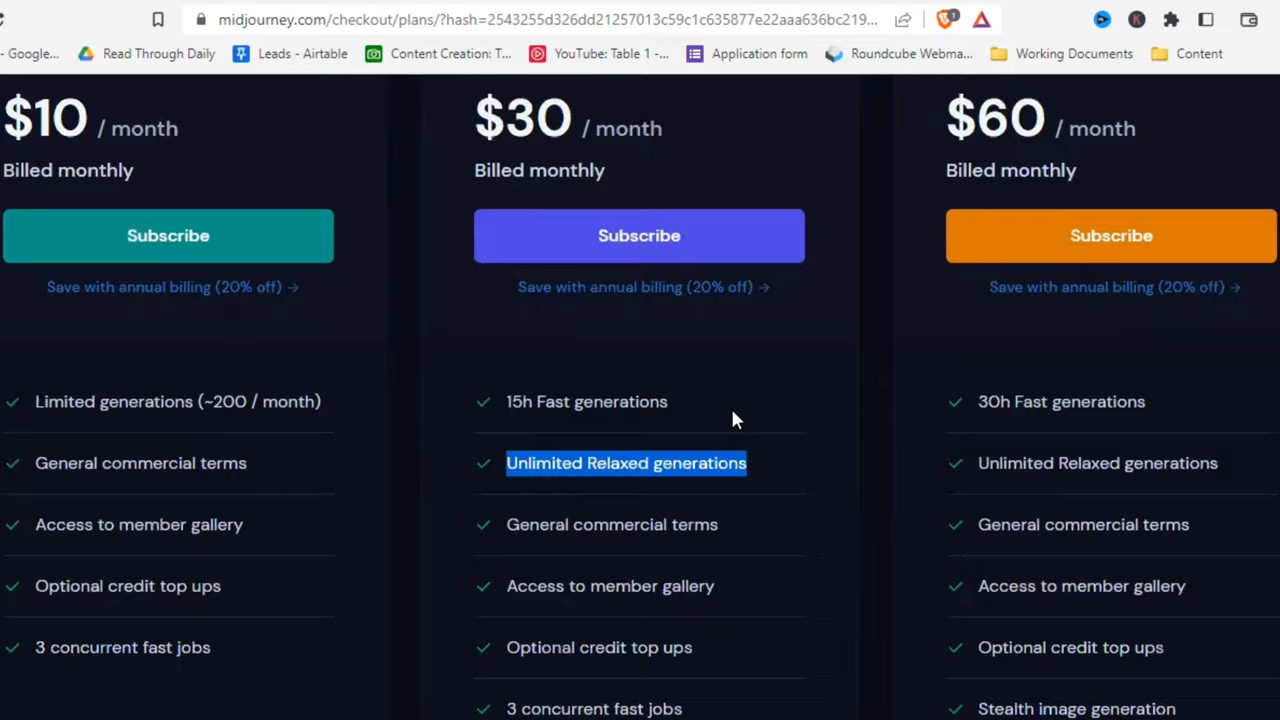 midjourney.com/checkout/plans/?hash=2543255d326dd21257013c59c1c635877e22aaa636bc219...
- Google... Read Through Daily Leads - Airtable Content Creation: T... YouTube: Table 1 -... Application form Roundcube Webma... Working Documents Content
$10 / month
Billed monthly
Subscribe
Save with annual billing (20% off) →
Limited generations (~200 / month)
General commercial terms
Access to member gallery
Optional credit top ups
3 concurrent fast jobs
$30 / month
Billed monthly
Subscribe
Save with annual billing (20% off) →
15h Fast generations
Unlimited Relaxed generations
General commercial terms
Access to member gallery
Optional credit top ups
3 concurrent fast jobs
$60 / month
Billed monthly
Subscribe
Save with annual billing (20% off) →
30h Fast generations
Unlimited Relaxed generations
General commercial terms
Access to member gallery
Optional credit top ups
Stealth image generation